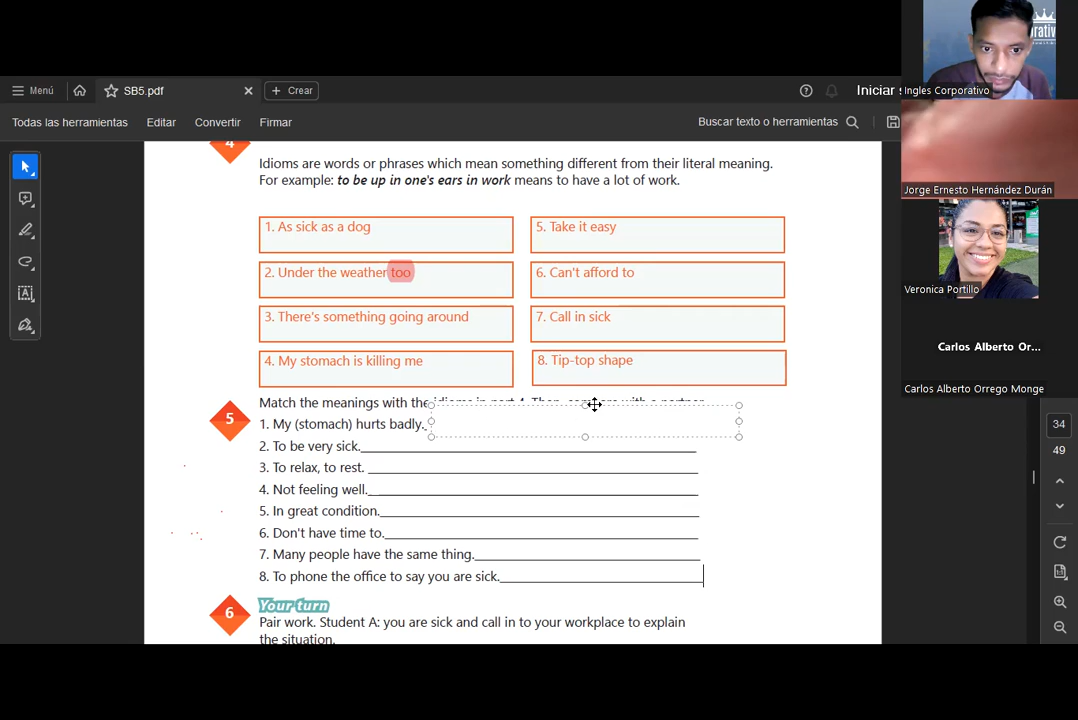 Menú
SB5.pdf
Crear
Iniciar s
Todas las herramientas
Editar
Convertir
Firmar
Buscar texto o herramientas
4
Idioms are words or phrases which mean something different from their literal meaning.
For example: to be up in one's ears in work means to have a lot of work.
1. As sick as a dog
5. Take it easy
2. Under the weather too
6. Can't afford to
3. There's something going around
7. Call in sick
4. My stomach is killing me
8. Tip-top shape
Match the meanings with the
5
1. My (stomach) hurts badly.
2. To be very sick.
3. To relax, to rest.
4. Not feeling well.
5. In great condition.
6. Don't have time to.
7. Many people have the same thing.
8. To phone the office to say you are sick.
6
Your turn
Pair work. Student A: you are sick and call in to your workplace to explain
the situation.
Ingles Corporativo
Jorge Ernesto Hernández Durán
Veronica Portillo
Carlos Alberto Or...
Carlos Alberto Orrego Monge
34
49